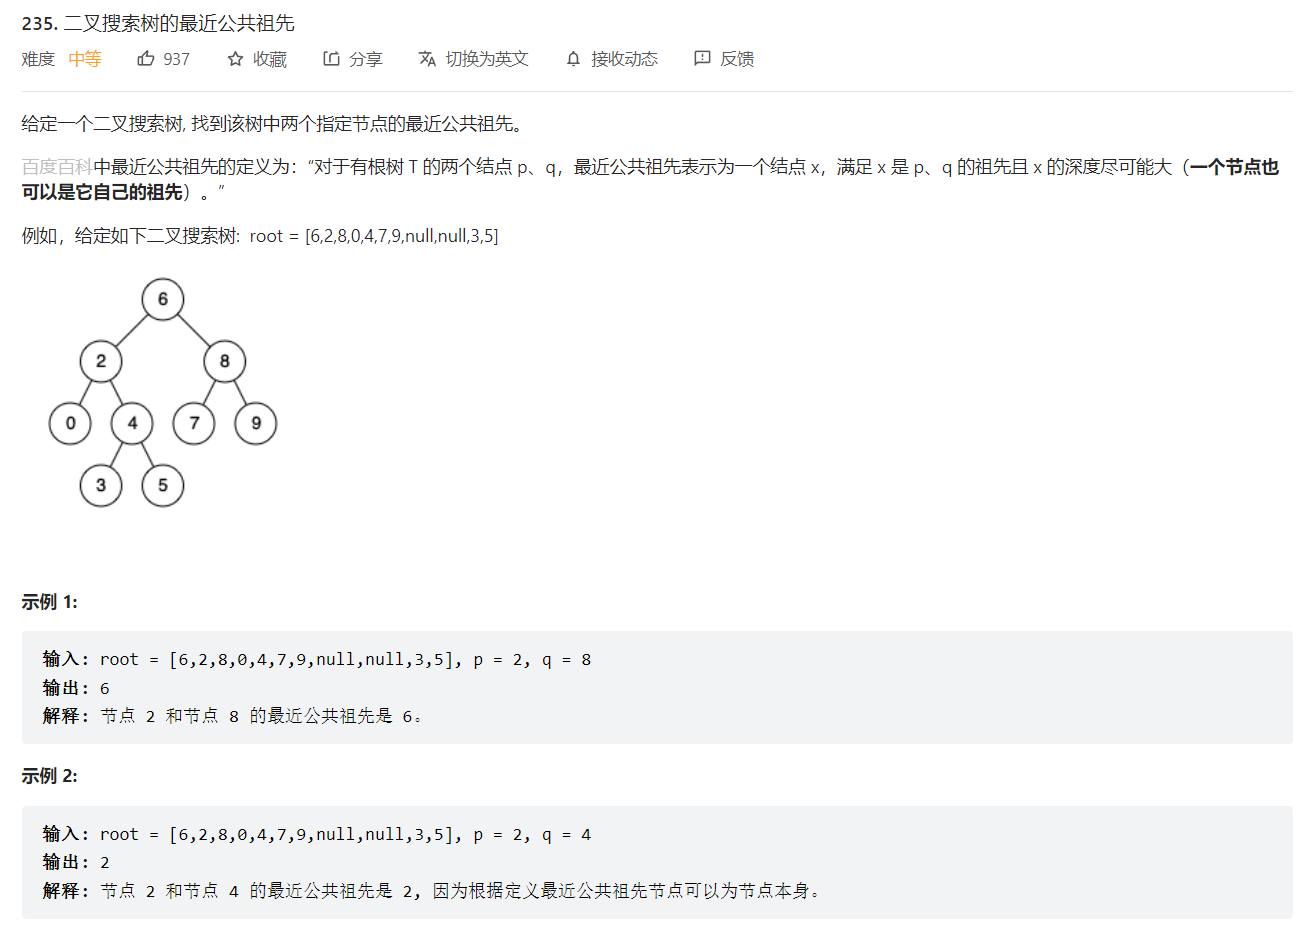 235. 二叉搜索树的最近公共祖先
难度 中等 937 收藏 分享 切换为英文 接收动态 反馈
给定一个二叉搜索树, 找到该树中两个指定节点的最近公共祖先。
百度百科中最近公共祖先的定义为：“对于有根树 T 的两个结点 p、q，最近公共祖先表示为一个结点 x，满足 x 是 p、q 的祖先且 x 的深度尽可能大（一个节点也
可以是它自己的祖先）。”
例如，给定如下二叉搜索树: root = [6,2,8,0,4,7,9,null,null,3,5]
6
2 8
0 4 7 9
3 5
示例 1:
输入: root = [6,2,8,0,4,7,9,null,null,3,5], p = 2, q = 8
输出: 6
解释: 节点 2 和节点 8 的最近公共祖先是 6。
示例 2:
输入: root = [6,2,8,0,4,7,9,null,null,3,5], p = 2, q = 4
输出: 2
解释: 节点 2 和节点 4 的最近公共祖先是 2, 因为根据定义最近公共祖先节点可以为节点本身。